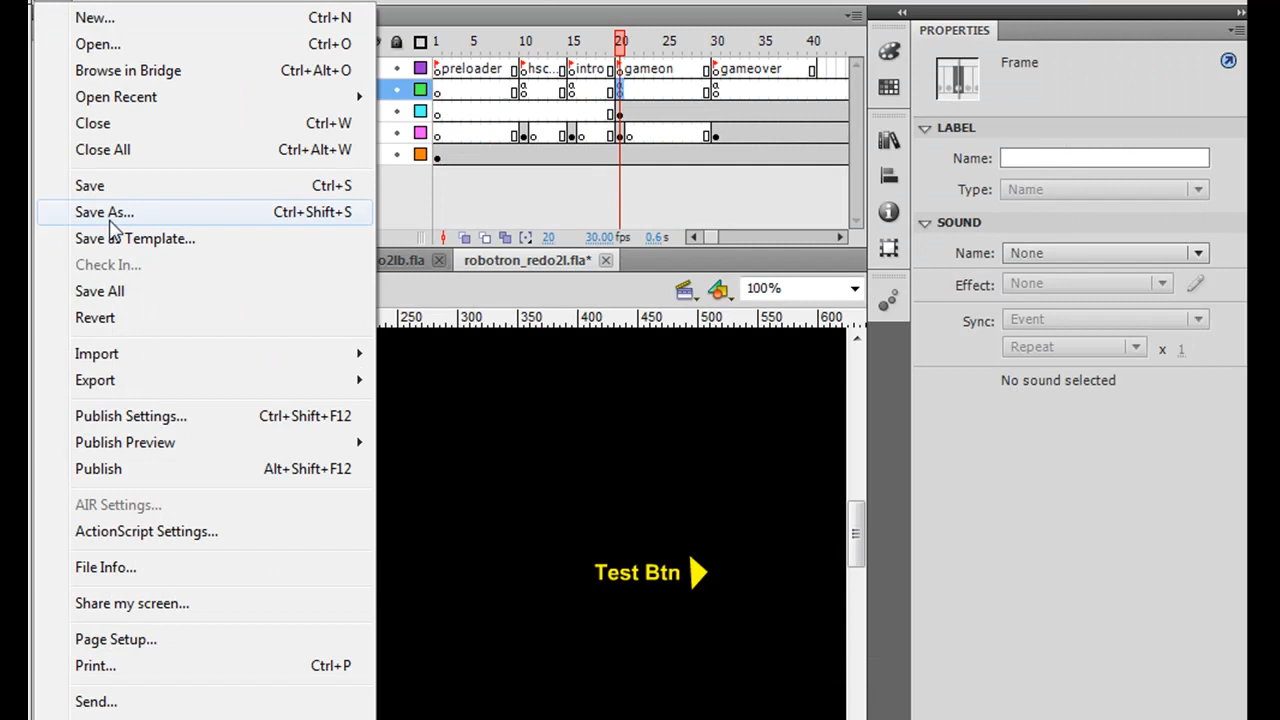 New... Ctrl+N
Open... Ctrl+O
Browse in Bridge Ctrl+Alt+O
Open Recent
Close Ctrl+W
Close All Ctrl+Alt+W
Save Ctrl+S
Save As... Ctrl+Shift+S
Save as Template...
Check In...
Save All
Revert
Import
Export
Publish Settings... Ctrl+Shift+F12
Publish Preview
Publish Alt+Shift+F12
AIR Settings...
ActionScript Settings...
File Info...
Share my screen...
Page Setup...
Print... Ctrl+P
Send...
1 5 10 15 20 25 30 35 40
preloader hsc... intro gameon gameover
20 30.00 fps 0.6 s
o2lb.fla robotron_redo2l.fla*
100%
250 300 350 400 450 500 550 600
Test Btn
PROPERTIES
Frame
LABEL
Name:
Type: Name
SOUND
Name: None
Effect: None
Sync: Event
Repeat x 1
No sound selected